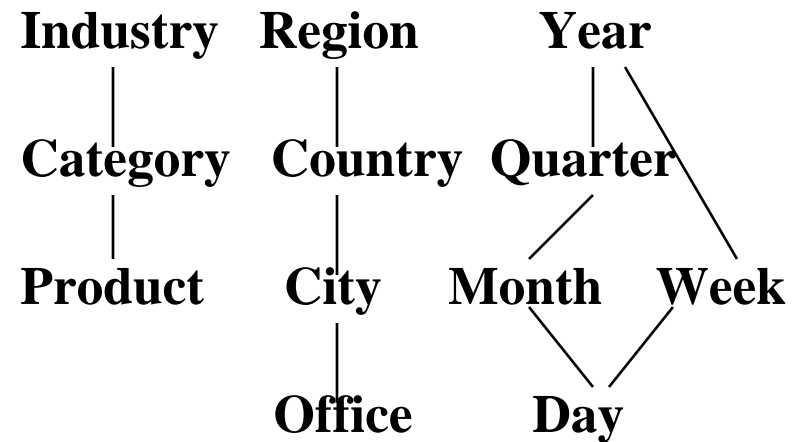 Industry Region Year
Category Country Quarter
Product City Month Week
Office Day